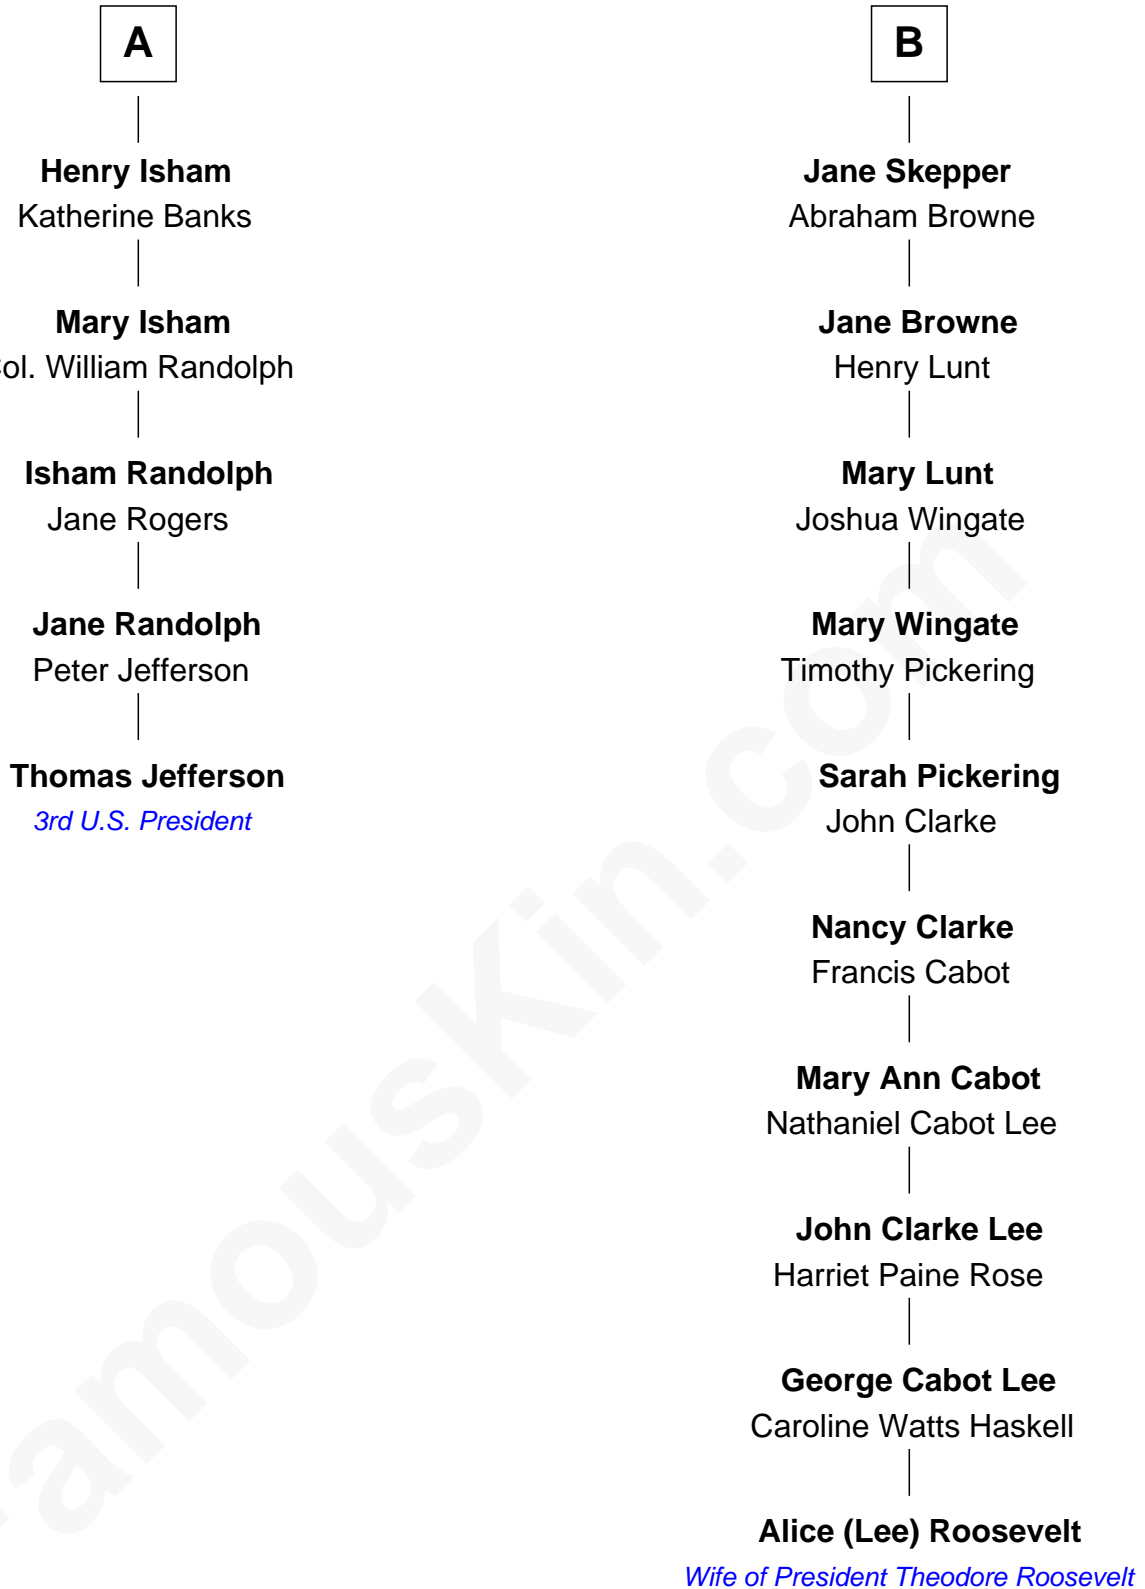 A
Henry Isham
Katherine Banks
Mary Isham
ol. William Randolph
Isham Randolph
Jane Rogers
Jane Randolph
Peter Jefferson
Thomas Jefferson
3rd U.S. President
B
Jane Skepper
Abraham Browne
Jane Browne
Henry Lunt
Mary Lunt
Joshua Wingate
Mary Wingate
Timothy Pickering
Sarah Pickering
John Clarke
Nancy Clarke
Francis Cabot
Mary Ann Cabot
Nathaniel Cabot Lee
John Clarke Lee
Harriet Paine Rose
George Cabot Lee
Caroline Watts Haskell
Alice (Lee) Roosevelt
Wife of President Theodore Roosevelt
amousKin.com